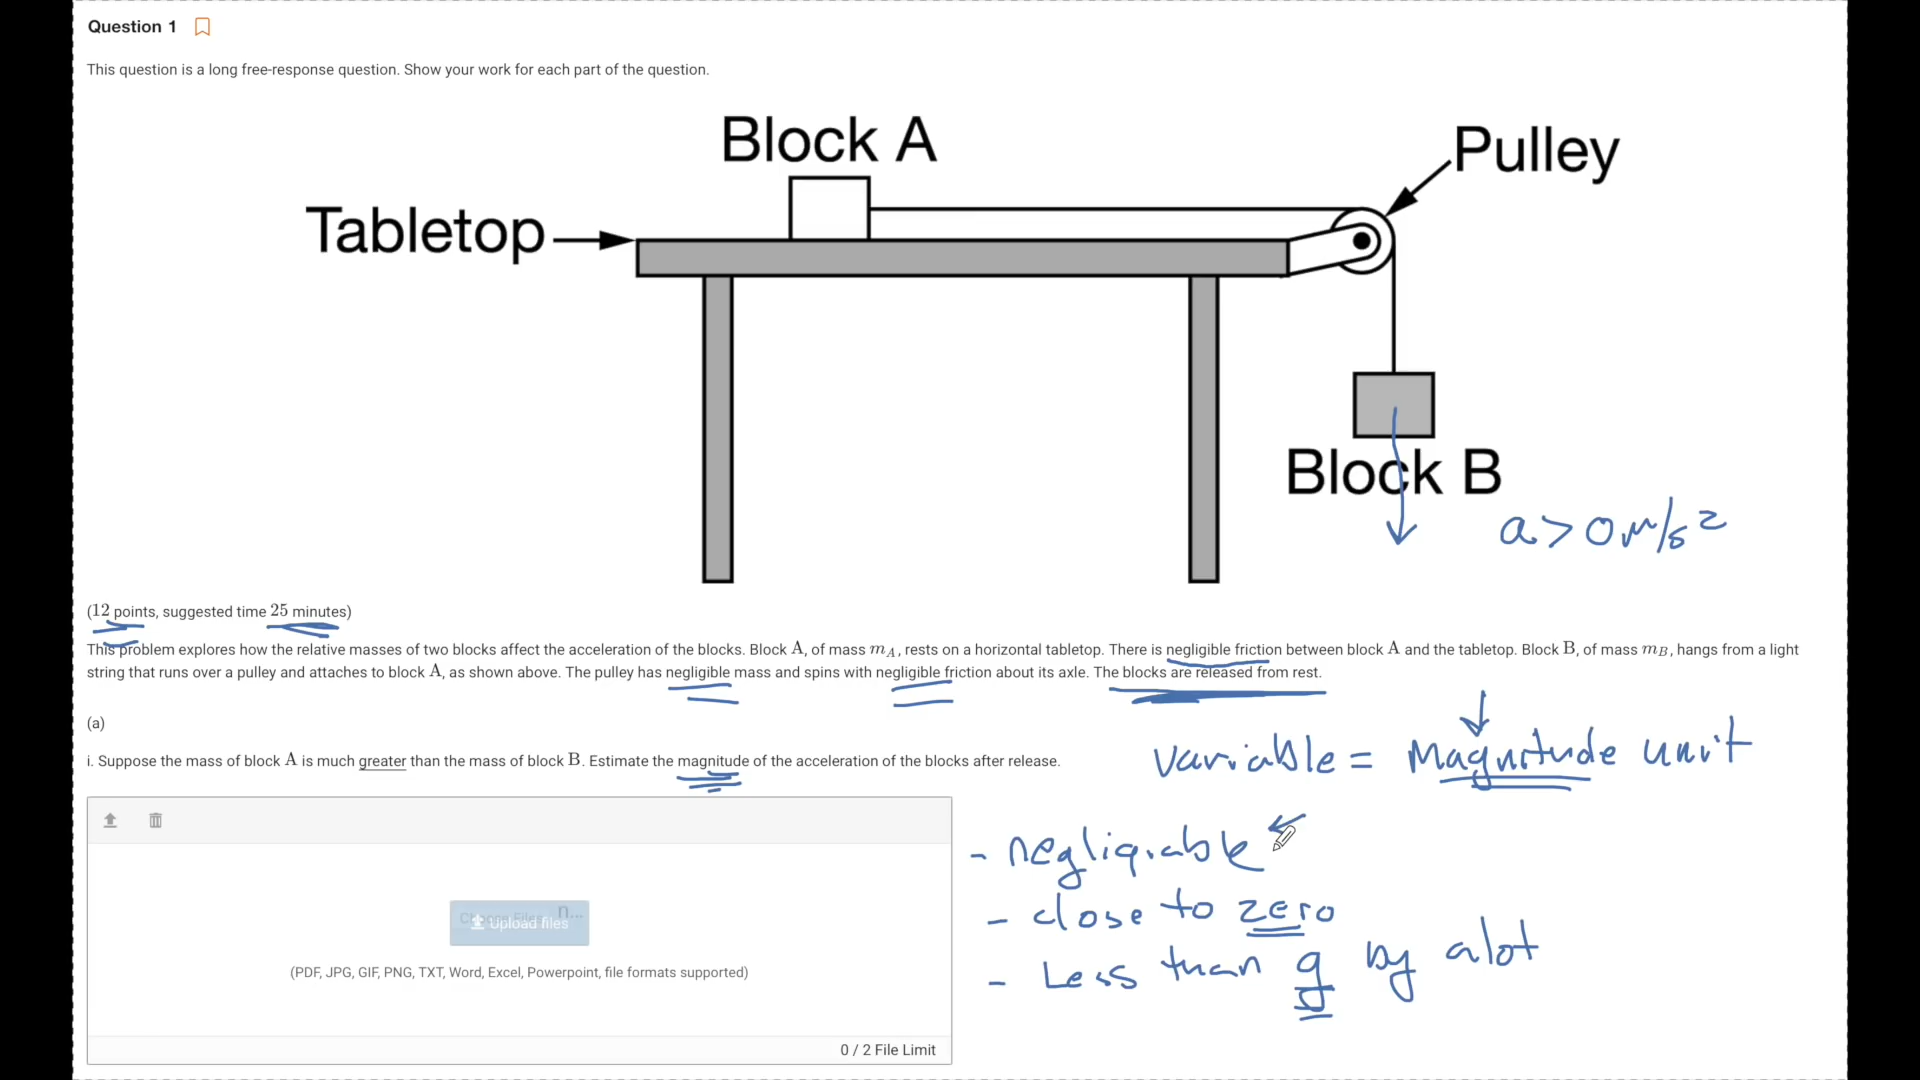 Question 1
This question is a long free-response question. Show your work for each part of the question.
Block A
Pulley
Tabletop
Block B
a > 0 m/s²
(12 points, suggested time 25 minutes)
This problem explores how the relative masses of two blocks affect the acceleration of the blocks. Block A, of mass m_A, rests on a horizontal tabletop. There is negligible friction between block A and the tabletop. Block B, of mass m_B, hangs from a light
string that runs over a pulley and attaches to block A, as shown above. The pulley has negligible mass and spins with negligible friction about its axle. The blocks are released from rest.
(a)
variable = Magnitude unit
i. Suppose the mass of block A is much greater than the mass of block B. Estimate the magnitude of the acceleration of the blocks after release.
- negligiable
- close to zero
- Less than g by alot
Upload files
(PDF, JPG, GIF, PNG, TXT, Word, Excel, Powerpoint, file formats supported)
0 / 2 File Limit